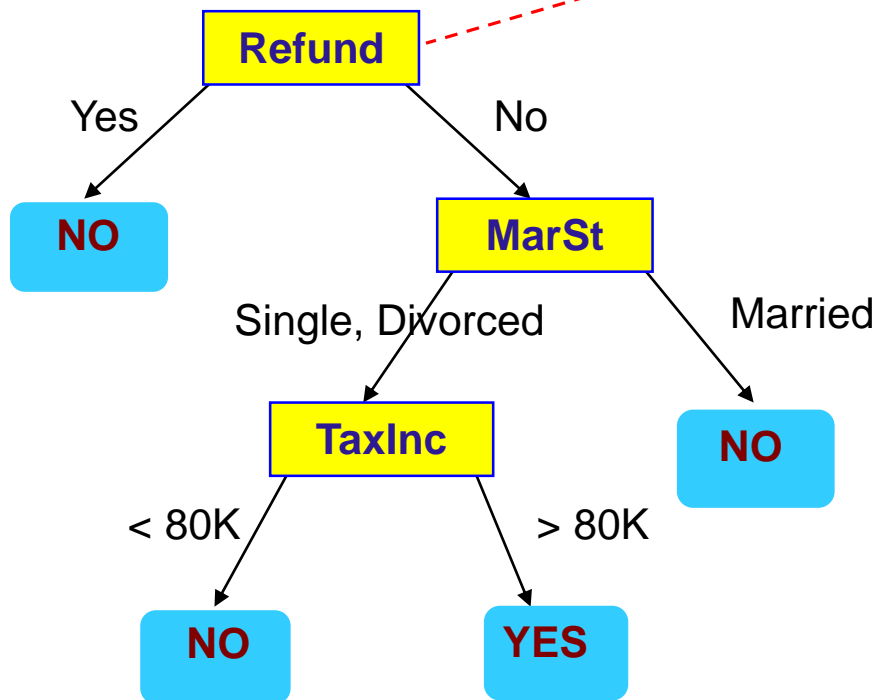 Refund
Yes
No
NO
MarSt
Single, Divorced
Married
TaxInc
NO
< 80K
> 80K
NO
YES